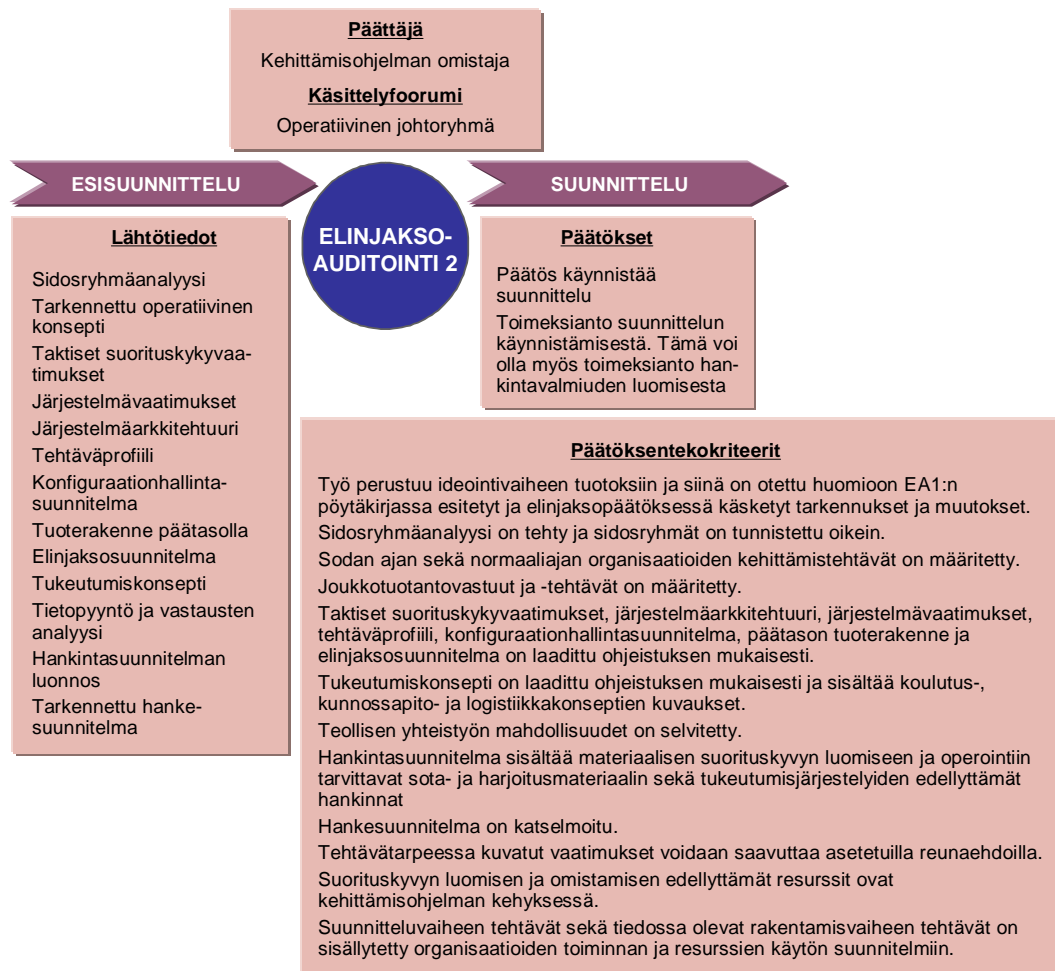 Päättäjä
Kehittämisohjelman omistaja
Käsittelyfoorumi
Operatiivinen johtoryhmä
ESISUUNNITTELU
ELINJAKSO-
AUDITOINTI 2
SUUNNITTELU
Lähtötiedot
Sidosryhmäanalyysi
Tarkennettu operatiivinen
konsepti
Taktiset suorituskykyvaa-
timukset
Järjestelmävaatimukset
Järjestelmäarkkitehtuuri
Tehtäväprofiili
Konfiguraationhallinta-
suunnitelma
Tuoterakenne päätasolla
Elinjaksosuunnitelma
Tukeutumiskonsepti
Tietopyyntö ja vastausten
analyysi
Hankintasuunnitelman
luonnos
Tarkennettu hanke-
suunnitelma
Päätökset
Päätös käynnistää
suunnittelu
Toimeksianto suunnittelun
käynnistämisestä. Tämä voi
olla myös toimeksianto han-
kintavalmiuden luomisesta
Päätöksentekokriteerit
Työ perustuu ideointivaiheen tuotoksiin ja siinä on otettu huomioon EA1:n
pöytäkirjassa esitetyt ja elinjaksopäätöksessä käsketyt tarkennukset ja muutokset.
Sidosryhmäanalyysi on tehty ja sidosryhmät on tunnistettu oikein.
Sodan ajan sekä normaaliajan organisaatioiden kehittämistehtävät on määritetty.
Joukkotuotantovastuut ja -tehtävät on määritetty.
Taktiset suorituskykyvaatimukset, järjestelmäarkkitehtuuri, järjestelmävaatimukset,
tehtäväprofiili, konfiguraationhallintasuunnitelma, päätason tuoterakenne ja
elinjaksosuunnitelma on laadittu ohjeistuksen mukaisesti.
Tukeutumiskonsepti on laadittu ohjeistuksen mukaisesti ja sisältää koulutus-,
kunnossapito- ja logistiikkakonseptien kuvaukset.
Teollisen yhteistyön mahdollisuudet on selvitetty.
Hankintasuunnitelma sisältää materiaalisen suorituskyvyn luomiseen ja operointiin
tarvittavat sota- ja harjoitusmateriaalin sekä tukeutumisjärjestelyiden edellyttämät
hankinnat
Hankesuunnitelma on katselmoitu.
Tehtävätarpeessa kuvatut vaatimukset voidaan saavuttaa asetetuilla reunaehdoilla.
Suorituskyvyn luomisen ja omistamisen edellyttämät resurssit ovat
kehittämisohjelman kehyksessä.
Suunnitteluvaiheen tehtävät sekä tiedossa olevat rakentamisvaiheen tehtävät on
sisällytetty organisaatioiden toiminnan ja resurssien käytön suunnitelmiin.